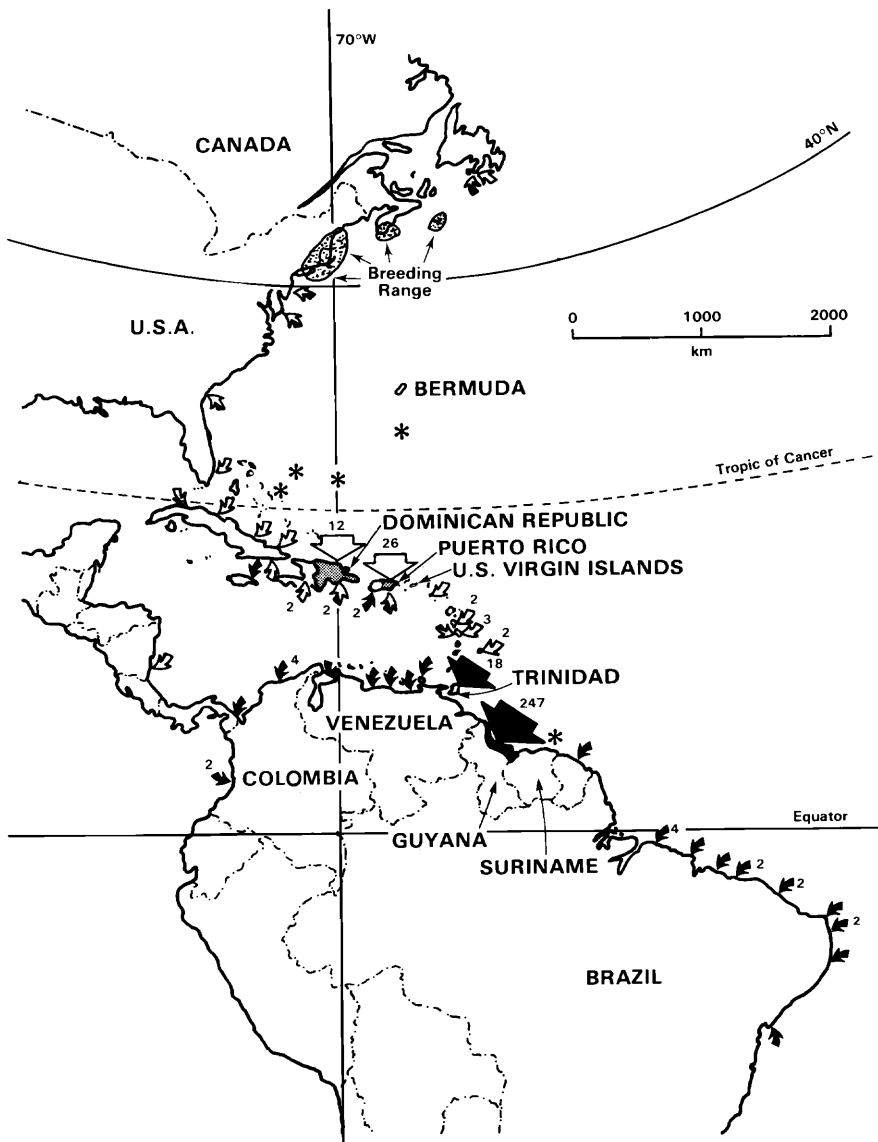 70°W
CANADA
40°N
Breeding
Range
U.S.A.
0 1000 2000
km
BERMUDA
*
Tropic of Cancer
*
*
*
12
DOMINICAN REPUBLIC
26
PUERTO RICO
U.S. VIRGIN ISLANDS
2
2
2
2
3
2
4
18
TRINIDAD
247
VENEZUELA
*
2
COLOMBIA
Equator
4
GUYANA
SURINAME
2
2
2
BRAZIL